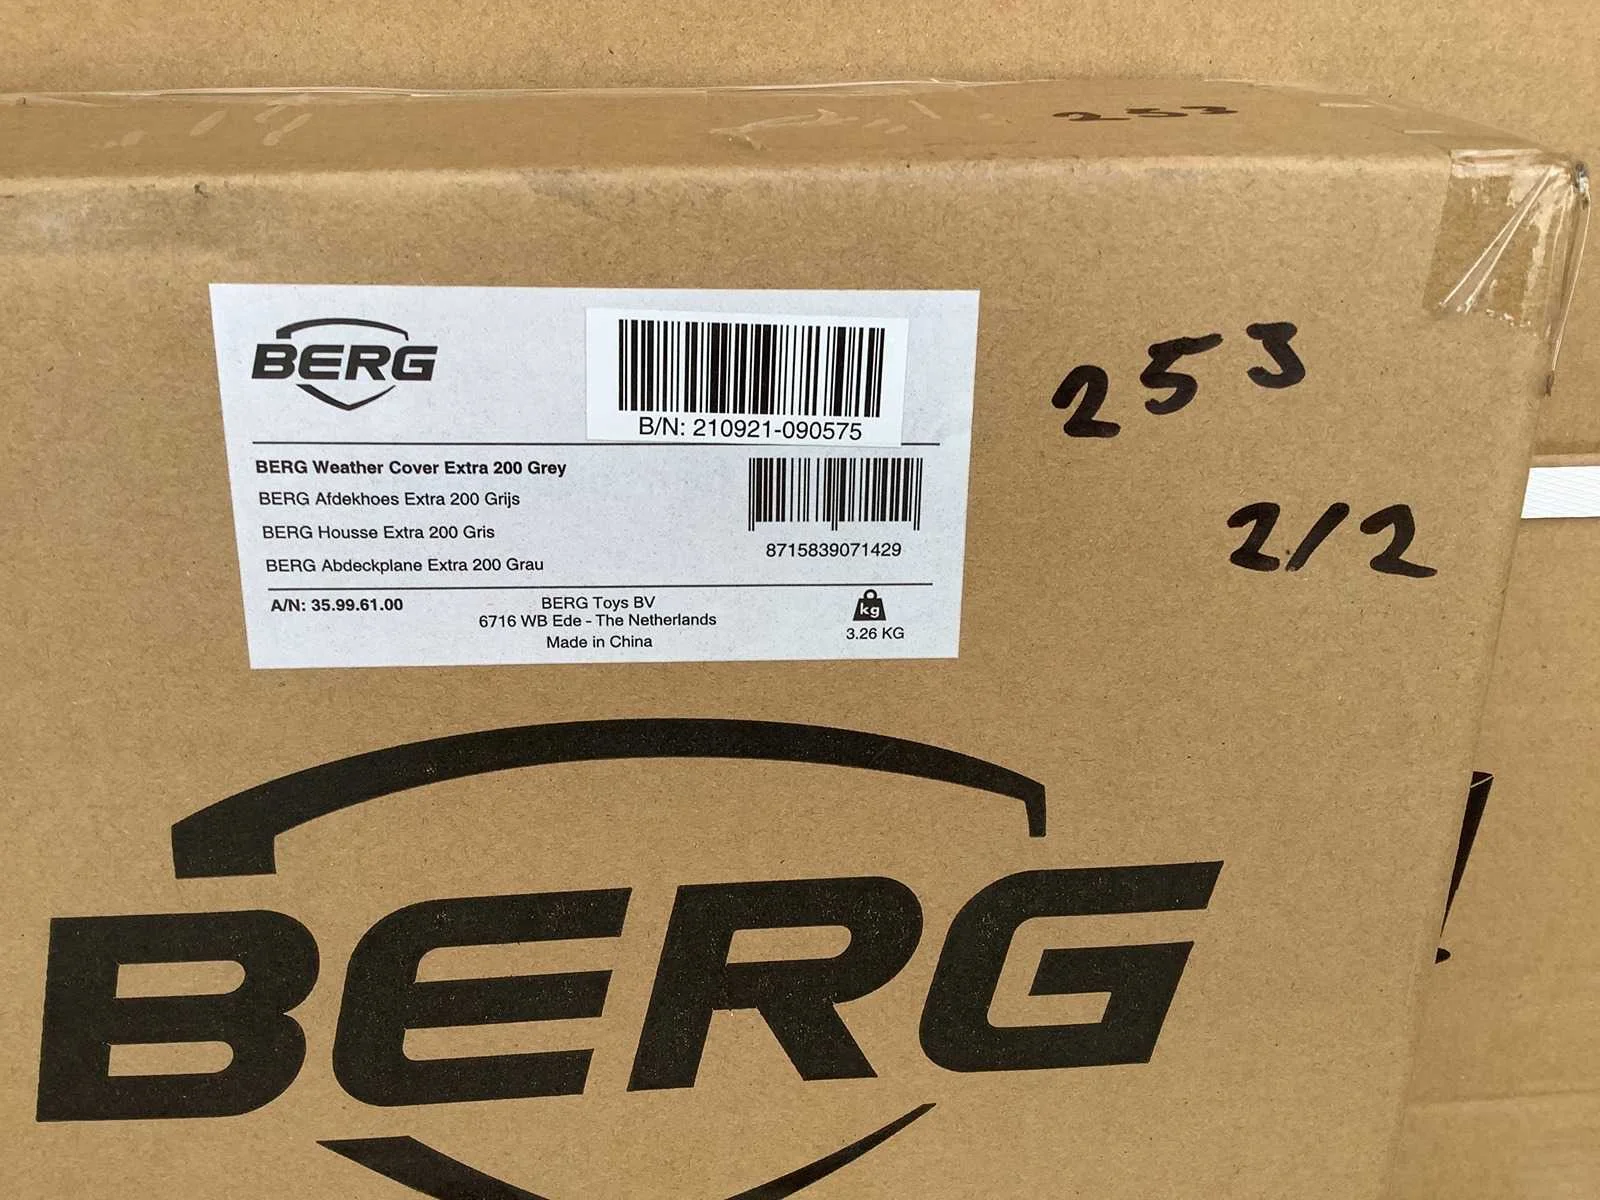 253
BERG
B/N: 210921-090575
253
BERG Weather Cover Extra 200 Grey
BERG Afdekhoes Extra 200 Grijs
BERG Housse Extra 200 Gris
BERG Abdeckplane Extra 200 Grau
8715839071429
2/2
A/N: 35.99.61.00
BERG Toys BV
6716 WB Ede - The Netherlands
Made in China
kg
3.26 KG
BERG